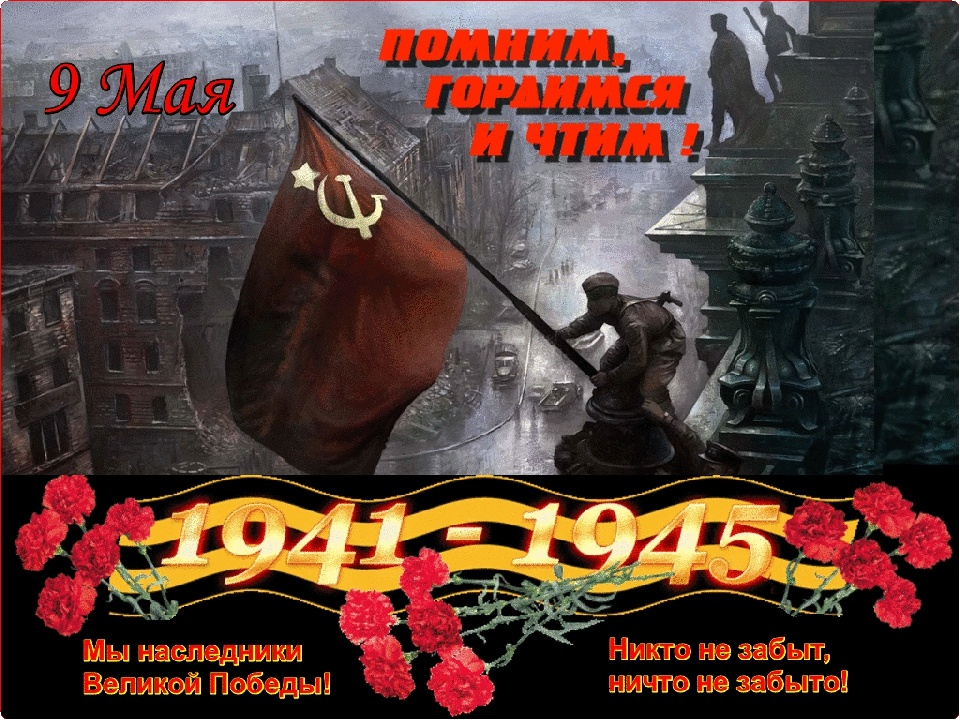 9 Мая
ПОМНИМ,
ГОРДИМСЯ
И ЧТИМ !
1941 - 1945
Мы наследники
Великой Победы!
Никто не забыт,
ничто не забыто!